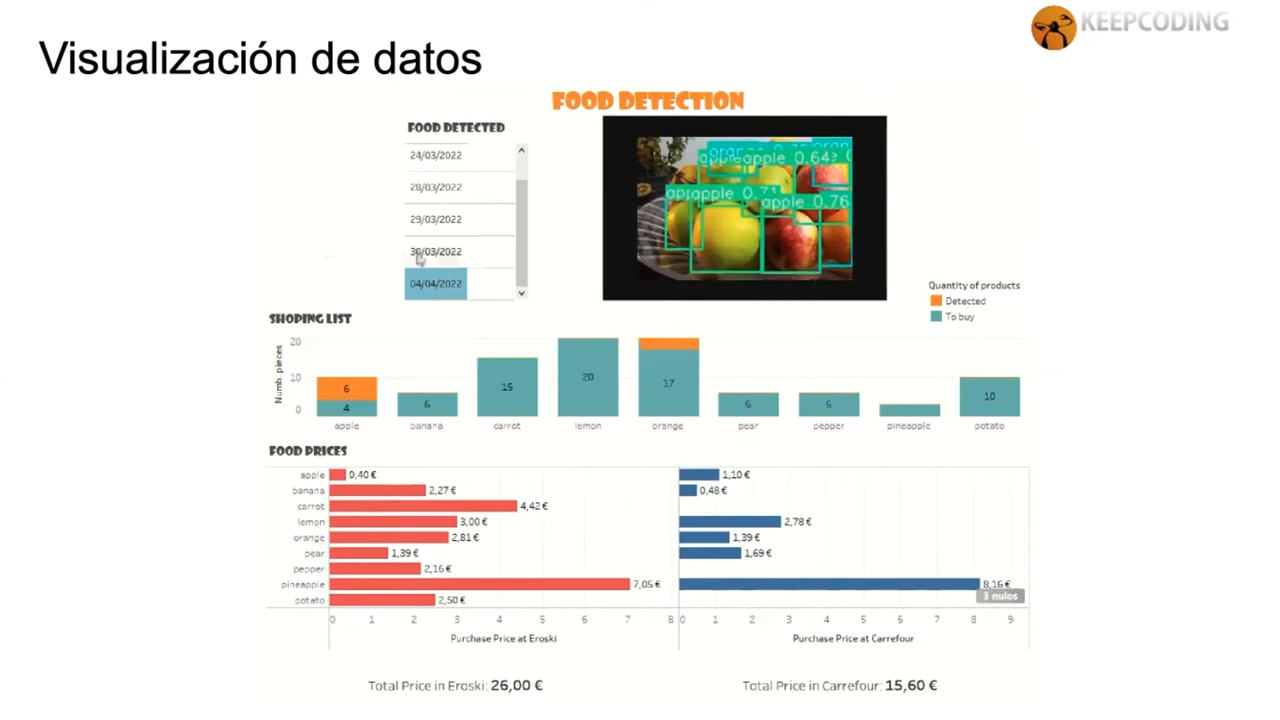 KEEPCODING
Visualización de datos
FOOD DETECTION
FOOD DETECTED
24/03/2022
28/03/2022
29/03/2022
30/03/2022
04/04/2022
apple 0.64
apple 0.71
apple 0.76
Quantity of products
Detected
To buy
SHOPING LIST
Numb. pieces
20
10
0
6
4
6
15
20
17
6
6
10
apple banana carrot lemon orange pear pepper pineapple potato
FOOD PRICES
apple 0,40 € 1,10 €
banana 2,27 € 0,48 €
carrot 4,42 €
lemon 3,00 € 2,78 €
orange 2,81 € 1,39 €
pear 1,39 € 1,69 €
pepper 2,16 €
pineapple 7,05 € 8,16 €
potato 2,50 €
3 nulos
0 1 2 3 4 5 6 7 8 0 1 2 3 4 5 6 7 8 9
Purchase Price at Eroski Purchase Price at Carrefour
Total Price in Eroski: 26,00 € Total Price in Carrefour: 15,60 €